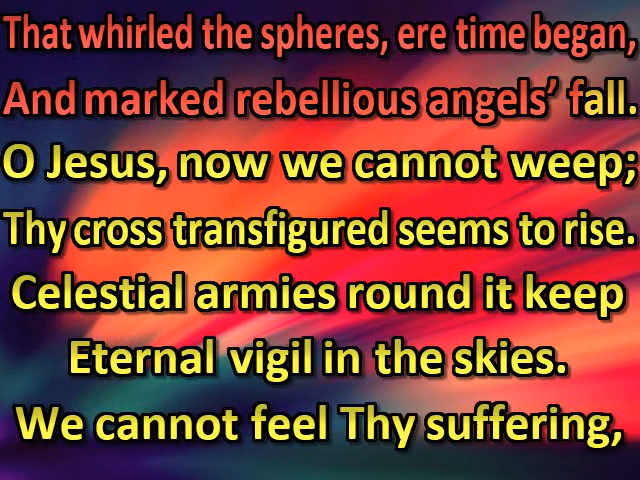 That whirled the spheres, ere time began,
And marked rebellious angels’ fall.
O Jesus, now we cannot weep;
Thy cross transfigured seems to rise.
Celestial armies round it keep
Eternal vigil in the skies.
We cannot feel Thy suffering,